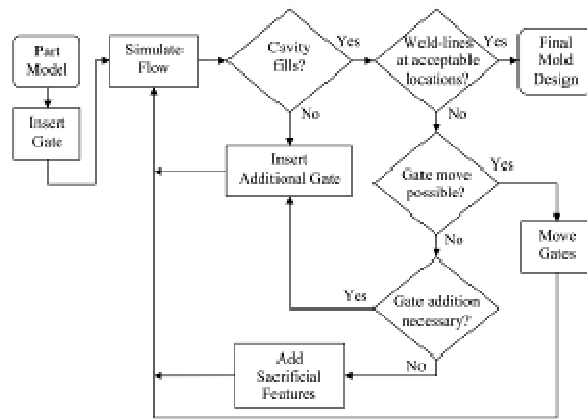 Part
Model
Insert
Gate
Simulate
Flow
Cavity
fills?
Yes
No
Weld-lines
at acceptable
locations?
Yes
No
Final
Mold
Design
Insert
Additional Gate
Gate move
possible?
Yes
No
Move
Gates
Gate addition
necessary?
Yes
No
Add
Sacrificial
Features